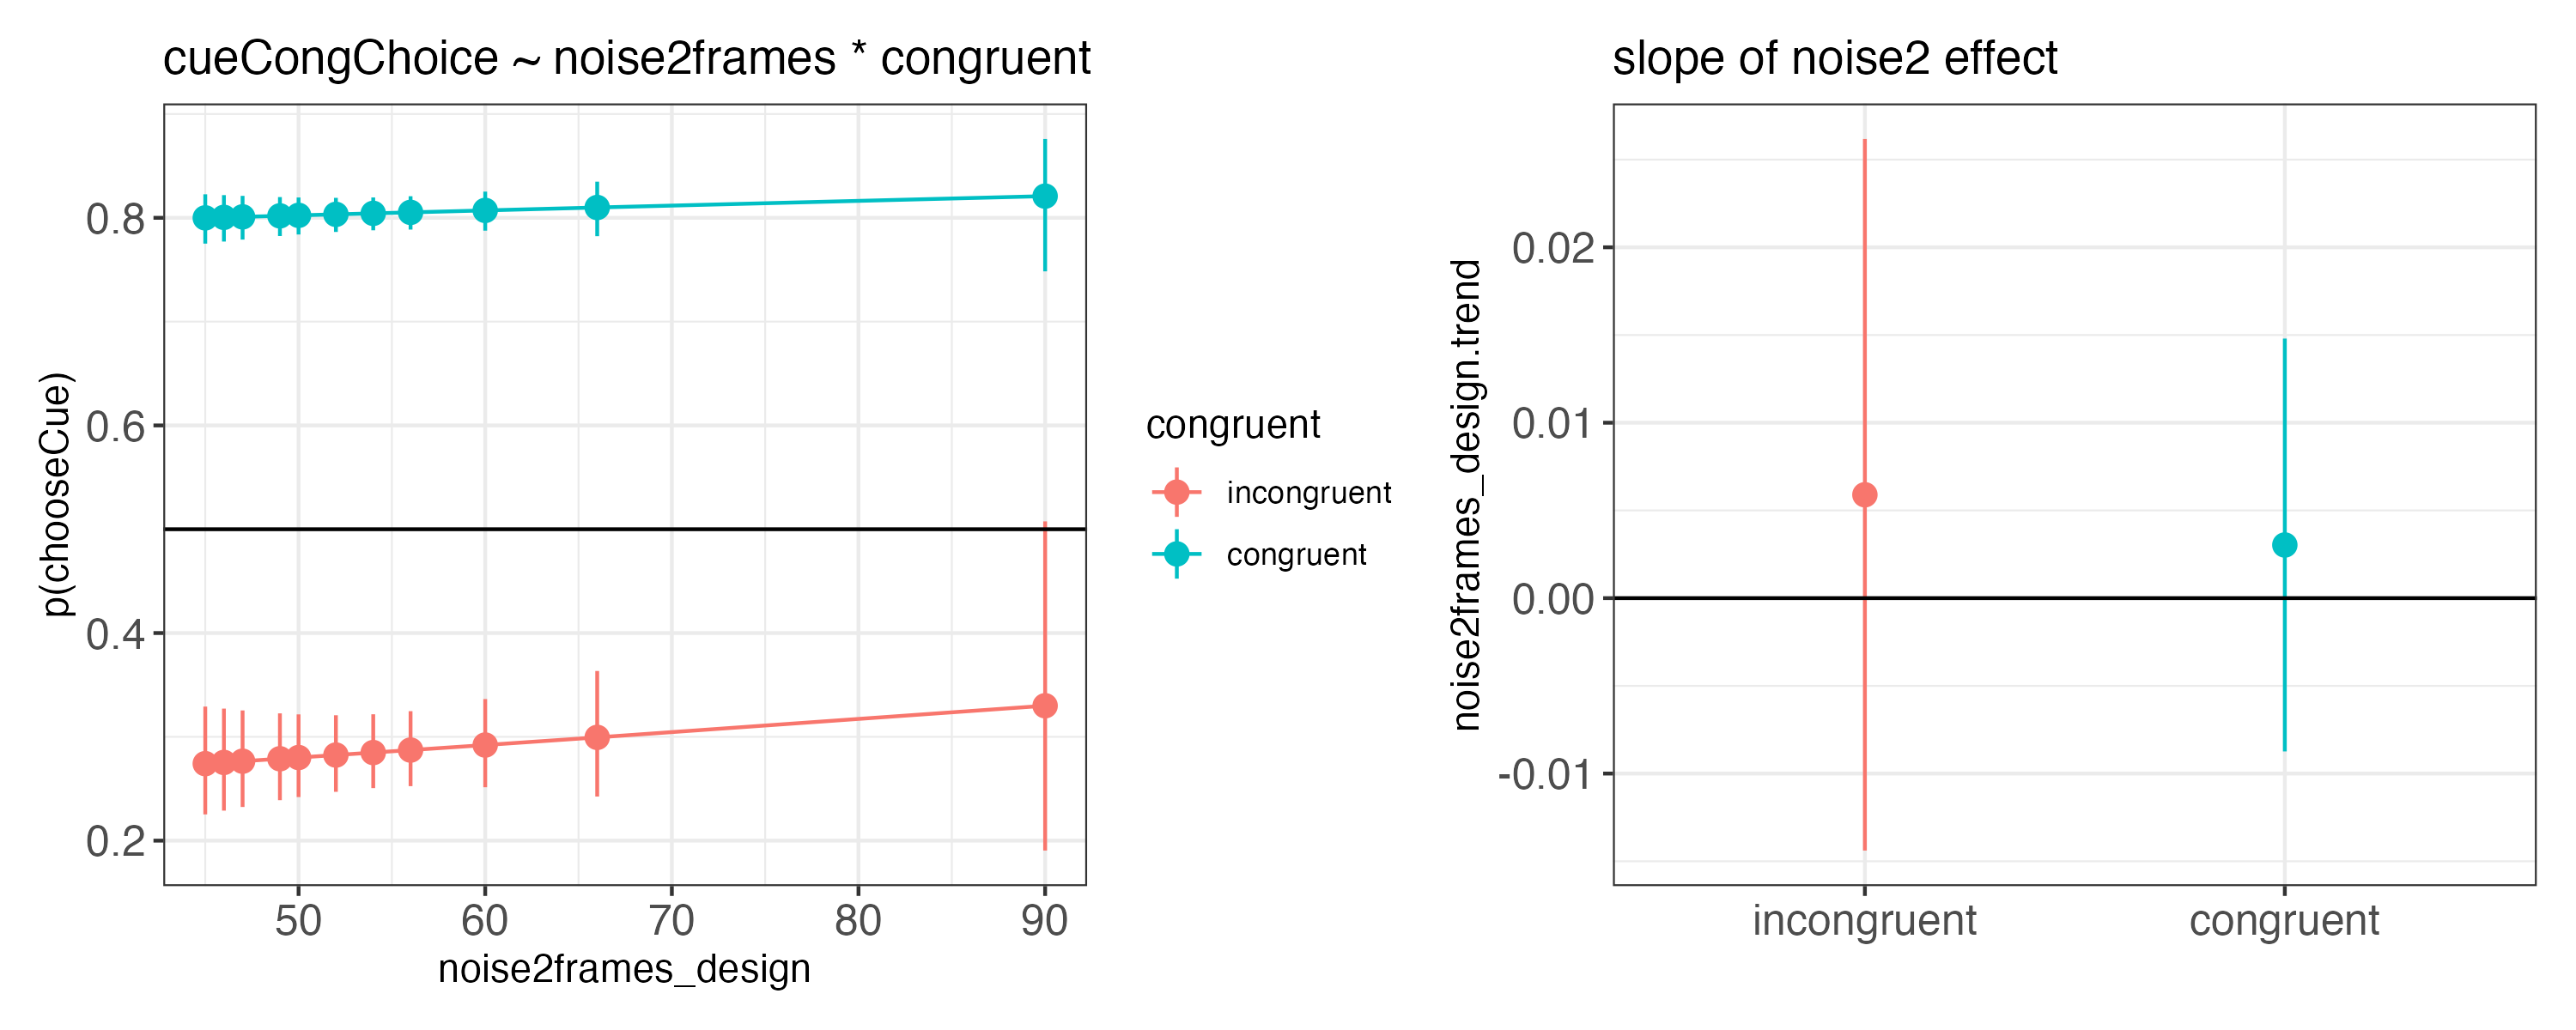 cueCongChoice ~ noise2frames * congruent
p(chooseCue)
0.8
0.6
0.4
0.2
50 60 70 80 90
noise2frames_design
congruent
incongruent
congruent
slope of noise2 effect
noise2frames_design.trend
0.02
0.01
0.00
-0.01
incongruent congruent